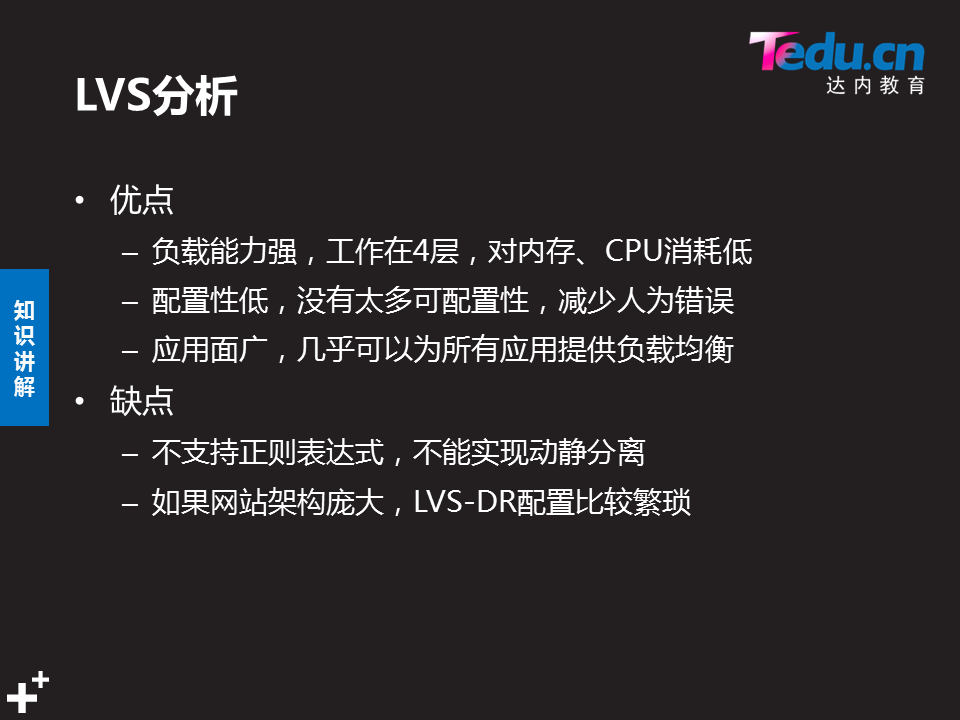 Tedu.cn
达内教育
LVS分析
• 优点
– 负载能力强，工作在4层，对内存、CPU消耗低
– 配置性低，没有太多可配置性，减少人为错误
– 应用面广，几乎可以为所有应用提供负载均衡
知识讲解
• 缺点
– 不支持正则表达式，不能实现动静分离
– 如果网站架构庞大，LVS-DR配置比较繁琐